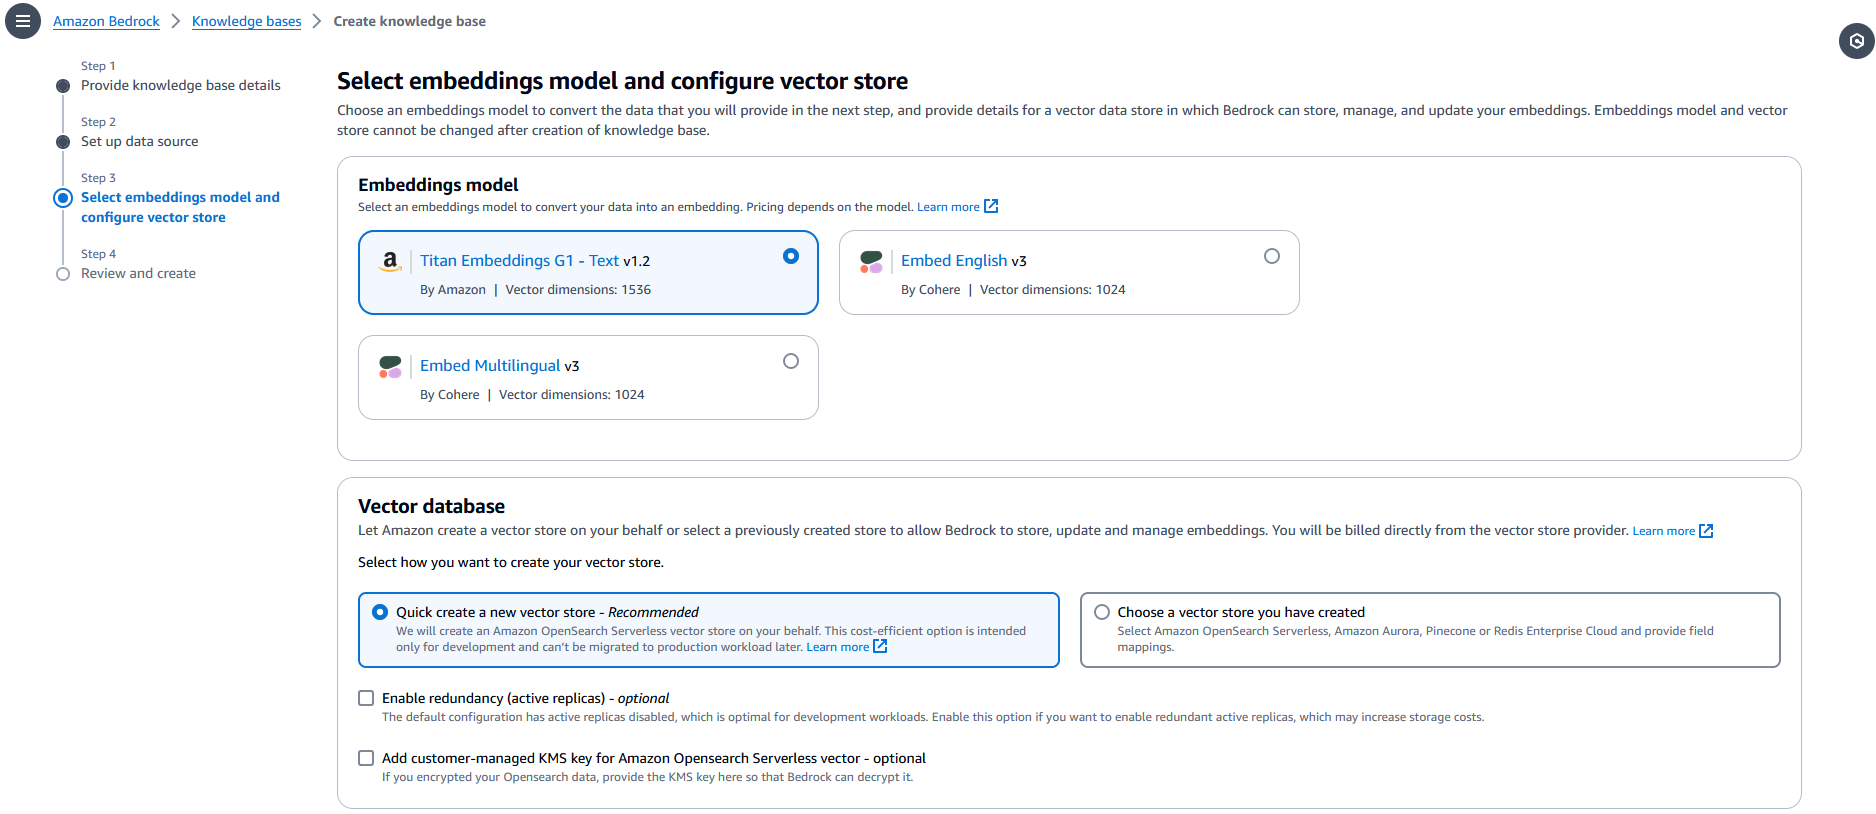 Amazon Bedrock > Knowledge bases > Create knowledge base
Step 1
Provide knowledge base details
Step 2
Set up data source
Step 3
Select embeddings model and
configure vector store
Step 4
Review and create
Select embeddings model and configure vector store
Choose an embeddings model to convert the data that you will provide in the next step, and provide details for a vector data store in which Bedrock can store, manage, and update your embeddings. Embeddings model and vector
store cannot be changed after creation of knowledge base.
Embeddings model
Select an embeddings model to convert your data into an embedding. Pricing depends on the model. Learn more
a
Titan Embeddings G1 - Text v1.2
By Amazon | Vector dimensions: 1536
Embed English v3
By Cohere | Vector dimensions: 1024
Embed Multilingual v3
By Cohere | Vector dimensions: 1024
Vector database
Let Amazon create a vector store on your behalf or select a previously created store to allow Bedrock to store, update and manage embeddings. You will be billed directly from the vector store provider. Learn more
Select how you want to create your vector store.
Quick create a new vector store - Recommended
We will create an Amazon OpenSearch Serverless vector store on your behalf. This cost-efficient option is intended
only for development and can't be migrated to production workload later. Learn more
Choose a vector store you have created
Select Amazon OpenSearch Serverless, Amazon Aurora, Pinecone or Redis Enterprise Cloud and provide field
mappings.
Enable redundancy (active replicas) - optional
The default configuration has active replicas disabled, which is optimal for development workloads. Enable this option if you want to enable redundant active replicas, which may increase storage costs.
Add customer-managed KMS key for Amazon Opensearch Serverless vector - optional
If you encrypted your Opensearch data, provide the KMS key here so that Bedrock can decrypt it.